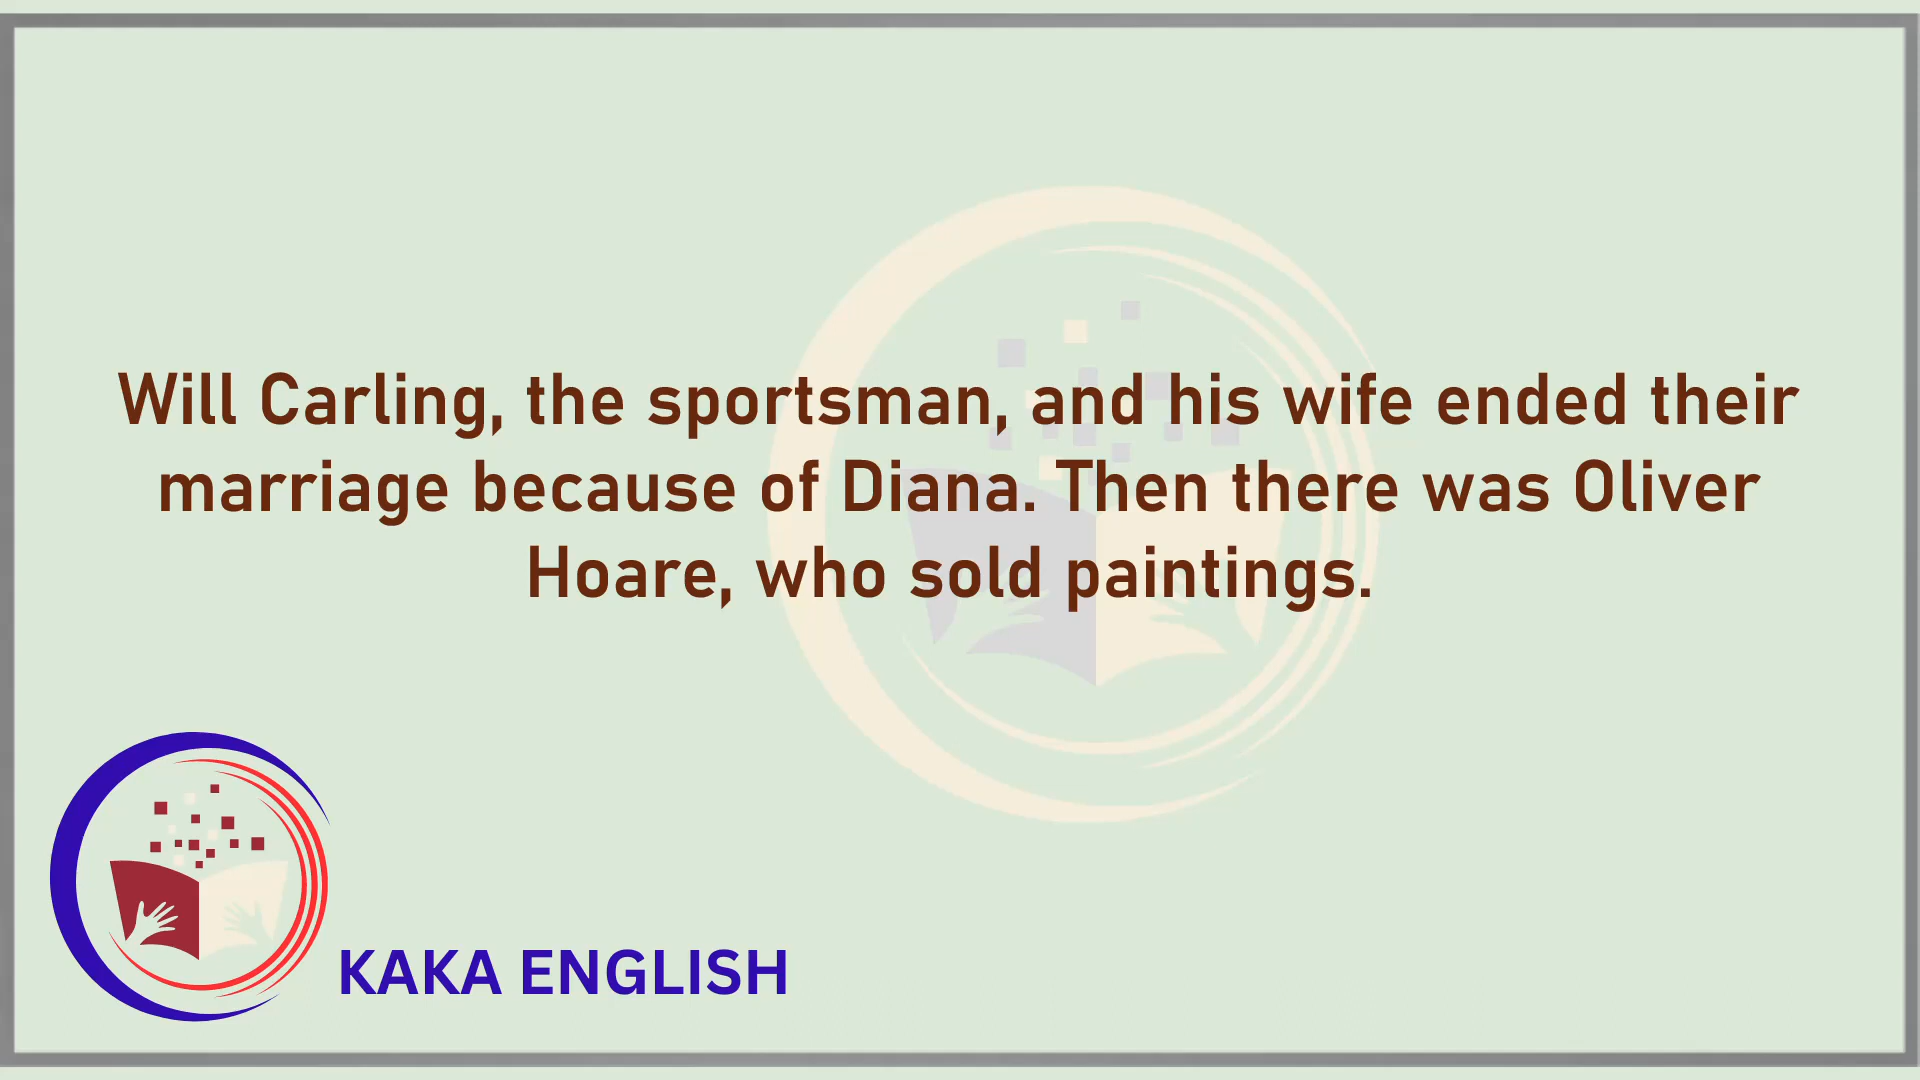 Will Carling, the sportsman, and his wife ended their
marriage because of Diana. Then there was Oliver
Hoare, who sold paintings.
KAKA ENGLISH